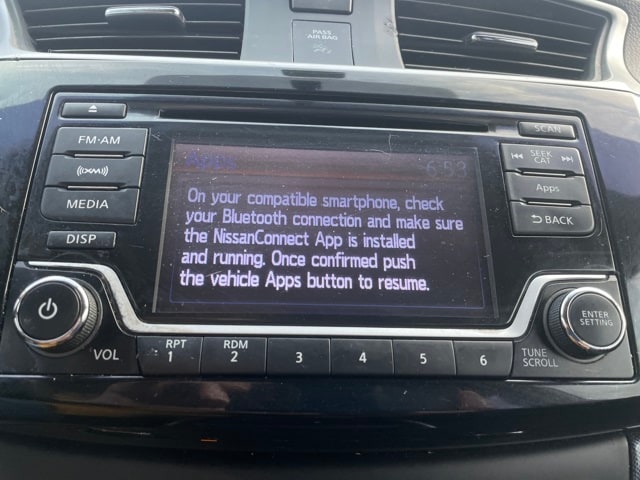 PASS
AIR BAG
FM·AM
(XM)
MEDIA
DISP
VOL
Apps
On your compatible smartphone, check
your Bluetooth connection and make sure
the NissanConnect App is installed
and running. Once confirmed push
the vehicle Apps button to resume.
SCAN
SEEK
CAT
Apps
BACK
ENTER
SETTING
TUNE
SCROLL
RPT
1
RDM
2
3
4
5
6